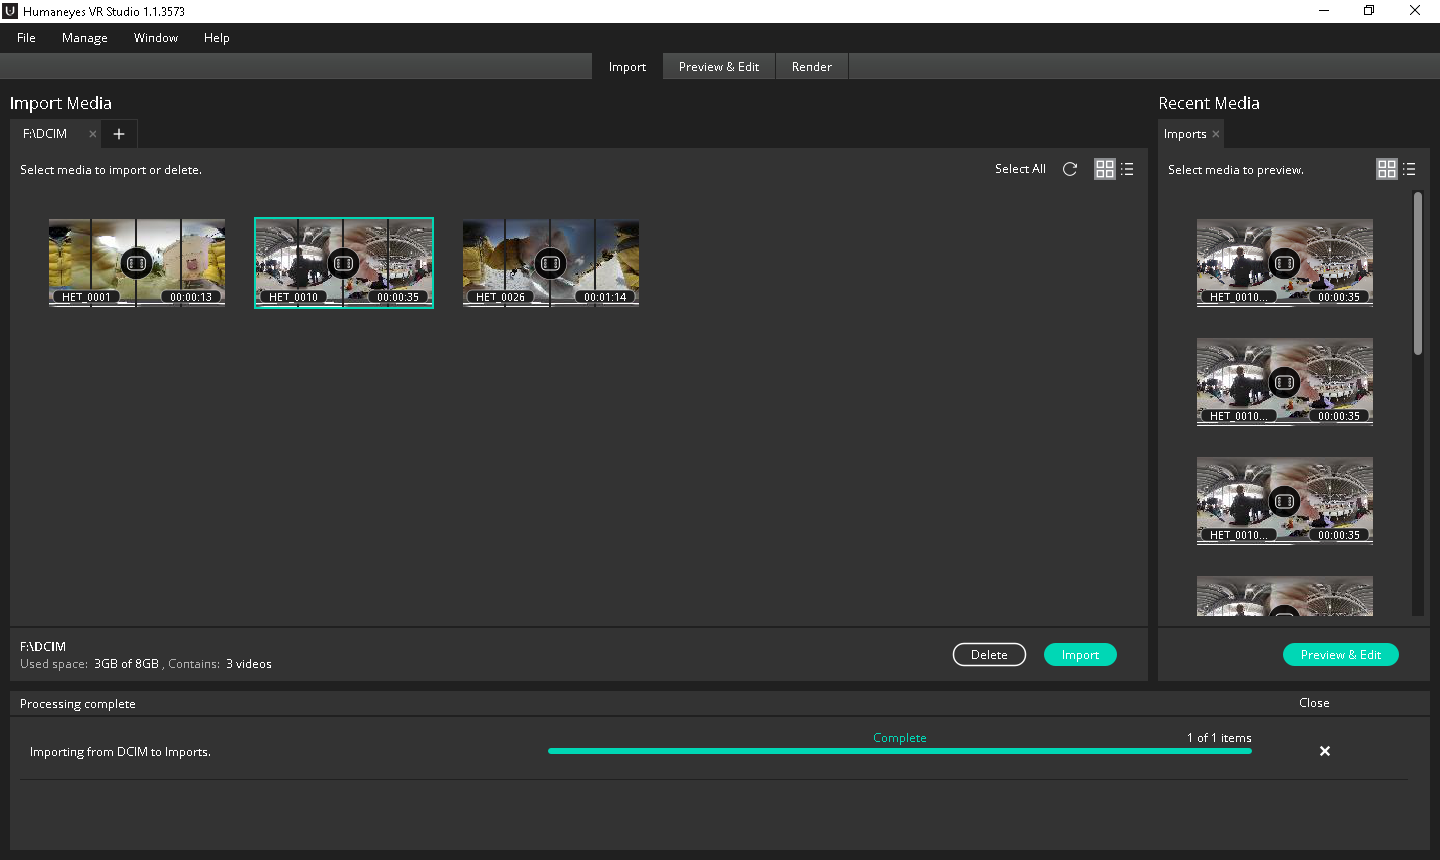 Humaneyes VR Studio 1.1.3573
File Manage Window Help
Import Preview & Edit Render
Import Media
F:\DCIM
Select media to import or delete.
Select All
HET_0001 00:00:13
HET_0010 00:00:35
HET_0026 00:01:14
F:\DCIM
Used space: 3GB of 8GB , Contains: 3 videos
Delete Import
Recent Media
Imports
Select media to preview.
HET_0010... 00:00:35
HET_0010... 00:00:35
HET_0010... 00:00:35
Preview & Edit
Processing complete Close
Importing from DCIM to Imports. Complete 1 of 1 items